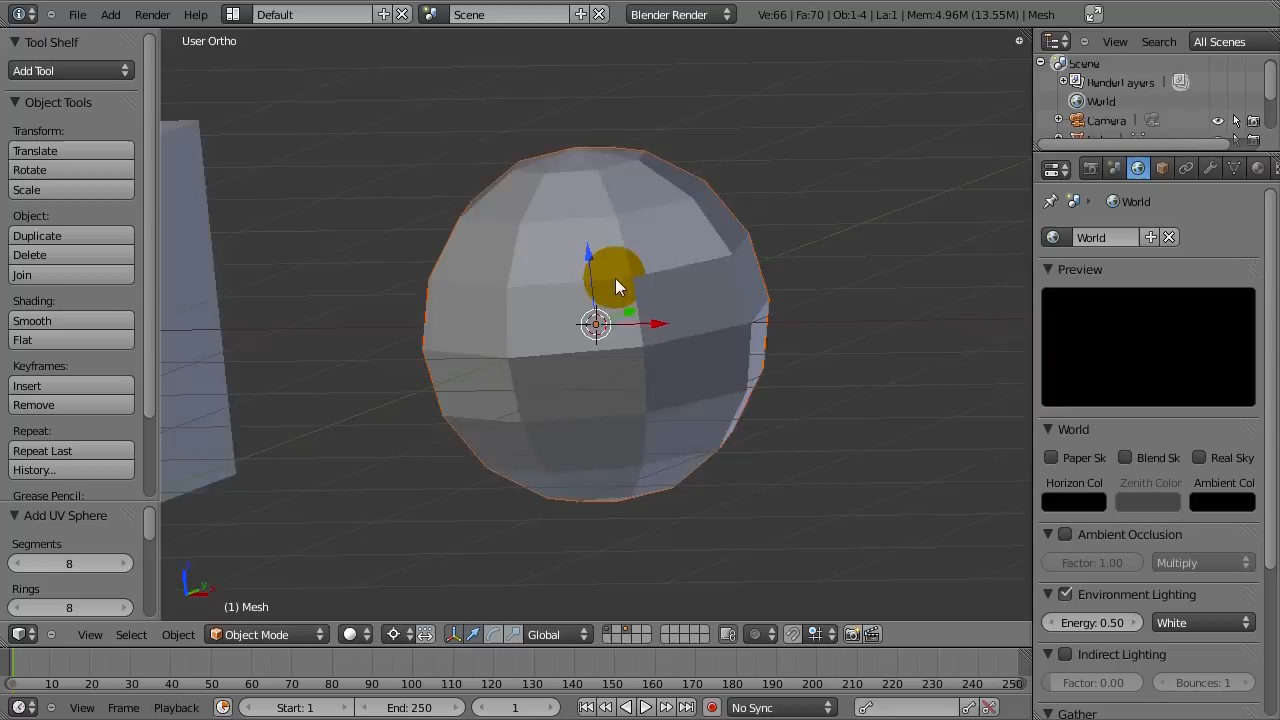 File Add Render Help Default Scene Blender Render Ve:66 | Fa:70 | Ob:1-4 | La:1 | Mem:4.96M (13.55M) | Mesh
Tool Shelf
Add Tool
Object Tools
Transform:
Translate
Rotate
Scale
Object:
Duplicate
Delete
Join
Shading:
Smooth
Flat
Keyframes:
Insert
Remove
Repeat:
Repeat Last
History...
Grease Pencil:
Add UV Sphere
Segments
8
Rings
8
User Ortho
(1) Mesh
View Select Object Object Mode Global
10 20 30 40 50 60 70 80 90 100 110 120 130 140 150 160 170 180 190 200 210 220 230 240 250
View Frame Playback Start: 1 End: 250 1 No Sync
View Search All Scenes
Scene
RenderLayers
World
Camera
World
World
Preview
World
Paper Sk Blend Sk Real Sky
Horizon Col Zenith Color Ambient Col
Ambient Occlusion
Factor: 1.00 Multiply
Environment Lighting
Energy: 0.50 White
Indirect Lighting
Factor: 0.00 Bounces: 1
Gather